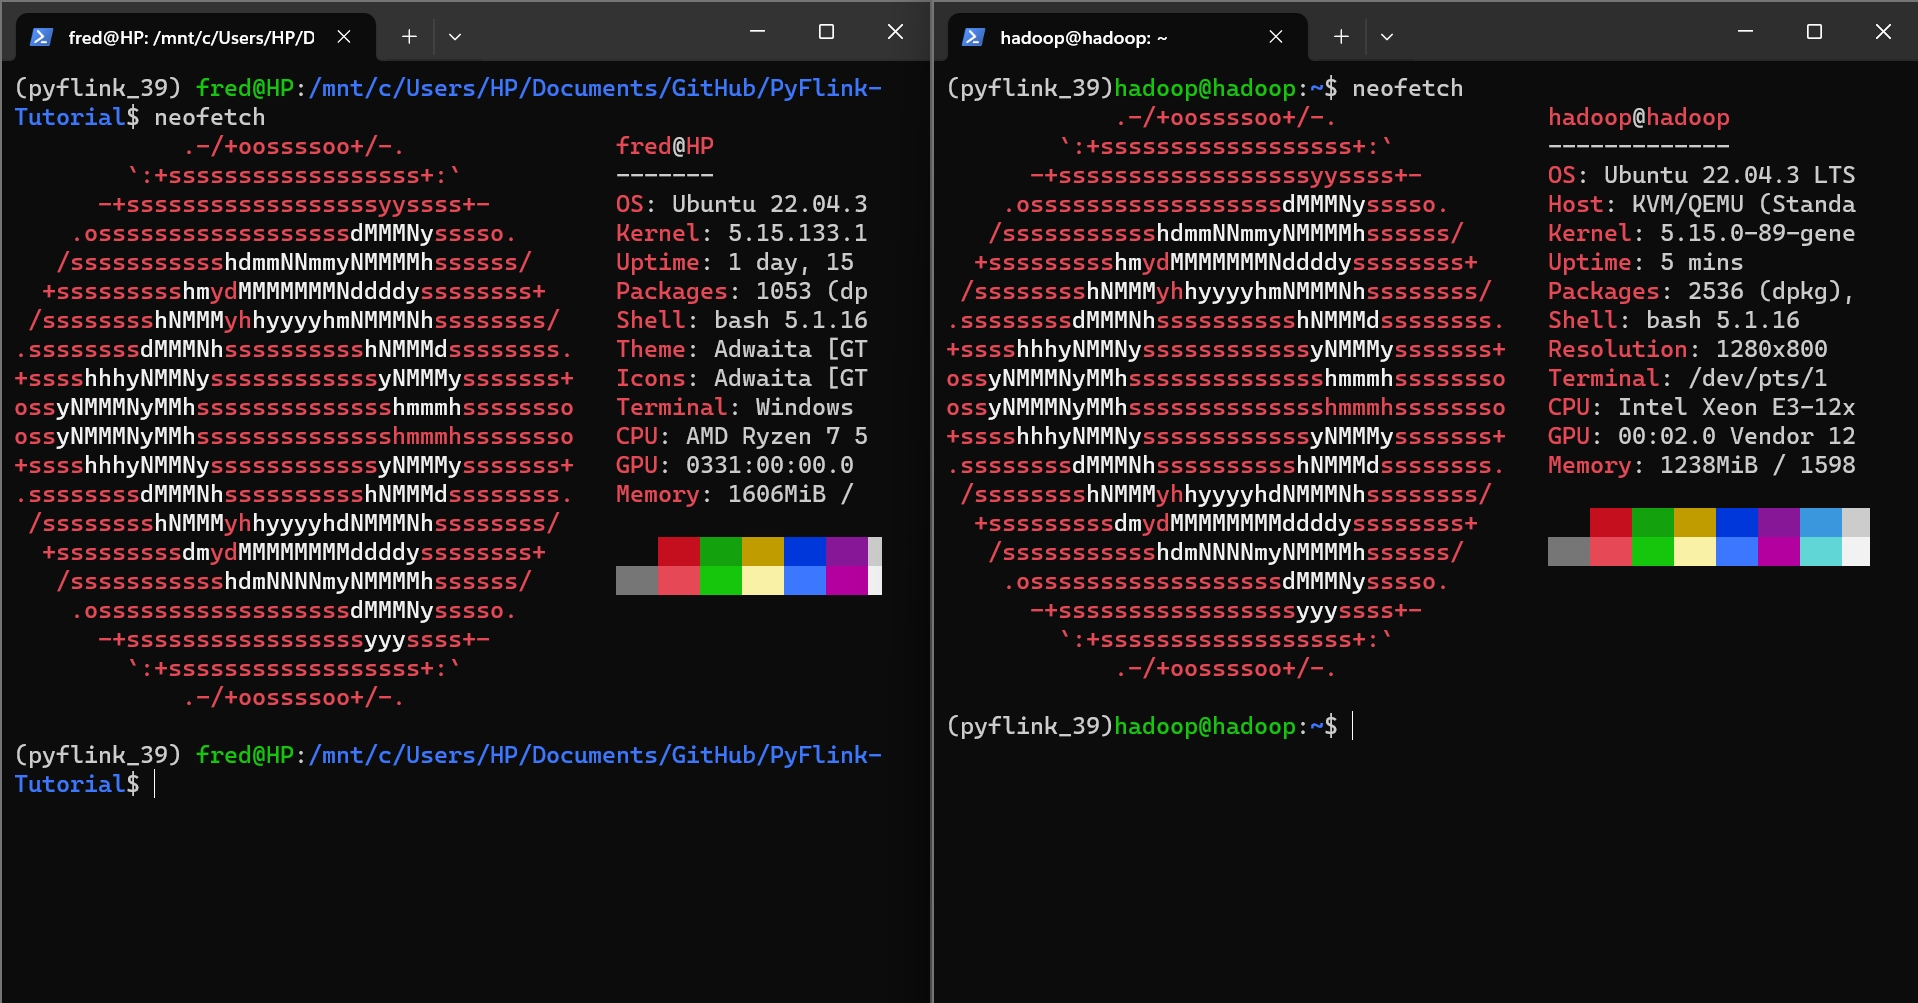 fred@HP: /mnt/c/Users/HP/D
(pyflink_39) fred@HP:/mnt/c/Users/HP/Documents/GitHub/PyFlink-
Tutorial$ neofetch
.-/+oossssoo+/-.
`:+ssssssssssssssssss+:`
-+ssssssssssssssssssyyssss+-
.ossssssssssssssssssdMMMNysssso.
/ssssssssssshdmmNNmmyNMMMMhssssss/
+ssssssssshmydMMMMMMMNddddyssssssss+
/sssssssshNMMMyhhyyyyhmNMMMNhssssssss/
.ssssssssdMMMNhsssssssssshNMMMdssssssss.
+sssshhhyNMMNyssssssssssssyNMMMysssssss+
ossyNMMMNyMMhsssssssssssssshmmmhssssssso
ossyNMMMNyMMhsssssssssssssshmmmhssssssso
+sssshhhyNMMNyssssssssssssyNMMMysssssss+
.ssssssssdMMMNhsssssssssshNMMMdssssssss.
/sssssssshNMMMyhhyyyyhdNMMMNhssssssss/
+sssssssssdmydMMMMMMMMddddyssssssss+
/ssssssssssshdmNNNNmyNMMMMhssssss/
.ossssssssssssssssssdMMMNysssso.
-+sssssssssssssssssyyyssss+-
`:+ssssssssssssssssss+:`
.-/+oossssoo+/-.
fred@HP
-------
OS: Ubuntu 22.04.3
Kernel: 5.15.133.1
Uptime: 1 day, 15
Packages: 1053 (dp
Shell: bash 5.1.16
Theme: Adwaita [GT
Icons: Adwaita [GT
Terminal: Windows
CPU: AMD Ryzen 7 5
GPU: 0331:00:00.0
Memory: 1606MiB /
(pyflink_39) fred@HP:/mnt/c/Users/HP/Documents/GitHub/PyFlink-
Tutorial$
hadoop@hadoop: ~
(pyflink_39)hadoop@hadoop:~$ neofetch
.-/+oossssoo+/-.
`:+ssssssssssssssssss+:`
-+ssssssssssssssssssyyssss+-
.ossssssssssssssssssdMMMNysssso.
/ssssssssssshdmmNNmmyNMMMMhssssss/
+ssssssssshmydMMMMMMMNddddyssssssss+
/sssssssshNMMMyhhyyyyhmNMMMNhssssssss/
.ssssssssdMMMNhsssssssssshNMMMdssssssss.
+sssshhhyNMMNyssssssssssssyNMMMysssssss+
ossyNMMMNyMMhsssssssssssssshmmmhssssssso
ossyNMMMNyMMhsssssssssssssshmmmhssssssso
+sssshhhyNMMNyssssssssssssyNMMMysssssss+
.ssssssssdMMMNhsssssssssshNMMMdssssssss.
/sssssssshNMMMyhhyyyyhdNMMMNhssssssss/
+sssssssssdmydMMMMMMMMddddyssssssss+
/ssssssssssshdmNNNNmyNMMMMhssssss/
.ossssssssssssssssssdMMMNysssso.
-+sssssssssssssssssyyyssss+-
`:+ssssssssssssssssss+:`
.-/+oossssoo+/-.
hadoop@hadoop
-------------
OS: Ubuntu 22.04.3 LTS
Host: KVM/QEMU (Standa
Kernel: 5.15.0-89-gene
Uptime: 5 mins
Packages: 2536 (dpkg),
Shell: bash 5.1.16
Resolution: 1280x800
Terminal: /dev/pts/1
CPU: Intel Xeon E3-12x
GPU: 00:02.0 Vendor 12
Memory: 1238MiB / 1598
(pyflink_39)hadoop@hadoop:~$